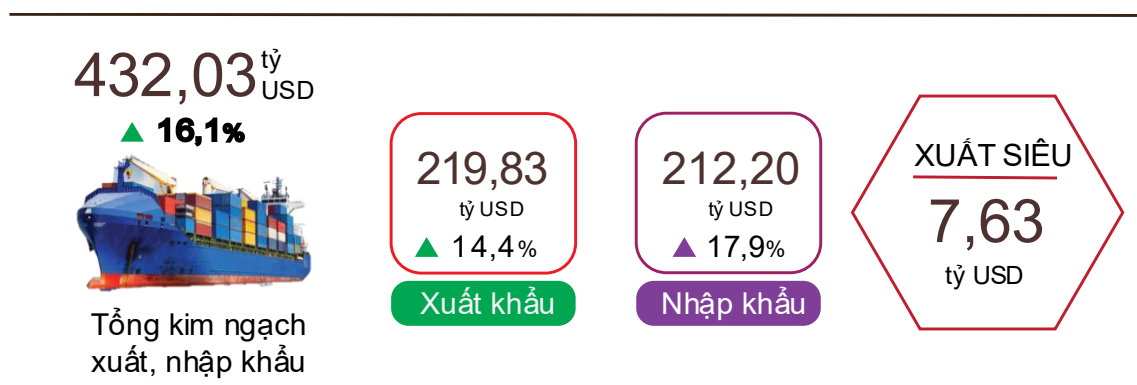 432,03 tỷ USD
▲ 16,1%
Tổng kim ngạch
xuất, nhập khẩu
219,83
tỷ USD
▲ 14,4%
Xuất khẩu
212,20
tỷ USD
▲ 17,9%
Nhập khẩu
XUẤT SIÊU
7,63
tỷ USD